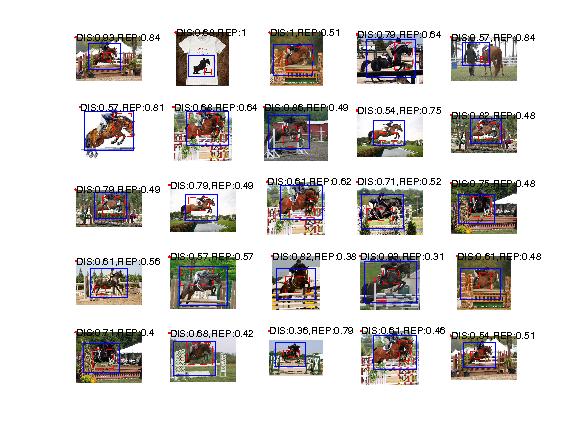 DIS:0.93,REP:0.84
DIS:0.68,REP:1
DIS:1,REP:0.51
DIS:0.79,REP:0.64
DIS:0.57,REP:0.84
DIS:0.57,REP:0.81
DIS:0.68,REP:0.64
DIS:0.86,REP:0.49
DIS:0.54,REP:0.75
DIS:0.82,REP:0.48
DIS:0.79,REP:0.49
DIS:0.79,REP:0.49
DIS:0.61,REP:0.62
DIS:0.71,REP:0.52
DIS:0.75,REP:0.48
DIS:0.61,REP:0.56
DIS:0.57,REP:0.57
DIS:0.82,REP:0.38
DIS:0.93,REP:0.31
DIS:0.61,REP:0.48
DIS:0.71,REP:0.4
DIS:0.68,REP:0.42
DIS:0.36,REP:0.79
DIS:0.61,REP:0.46
DIS:0.54,REP:0.51